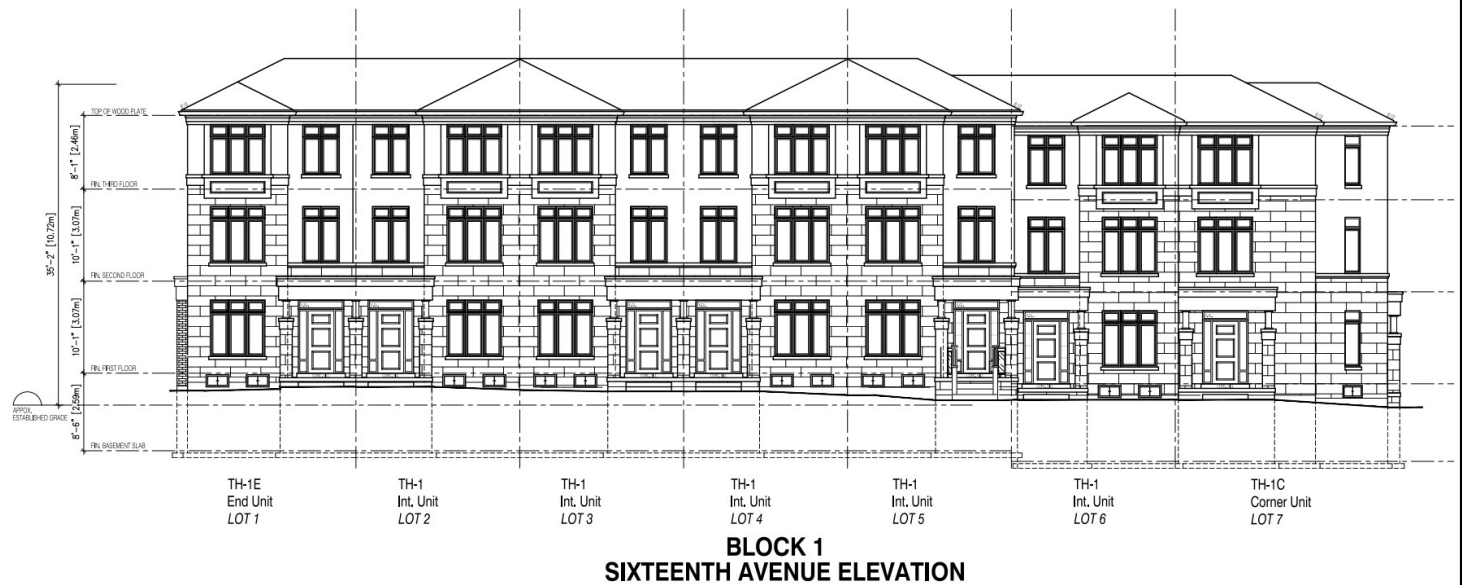 TOP OF WOOD PLATE
8'-1" [2.46m]
FIN. THIRD FLOOR
35'-2" [10.72m]
10'-1" [3.07m]
FIN. SECOND FLOOR
10'-1" [3.07m]
FIN. FIRST FLOOR
APPOX.
ESTABLISHED GRADE
8'-6" [2.59m]
FIN. BASEMENT SLAB
TH-1E
End Unit
LOT 1
TH-1
Int. Unit
LOT 2
TH-1
Int. Unit
LOT 3
TH-1
Int. Unit
LOT 4
TH-1
Int. Unit
LOT 5
TH-1
Int. Unit
LOT 6
TH-1C
Corner Unit
LOT 7
BLOCK 1
SIXTEENTH AVENUE ELEVATION